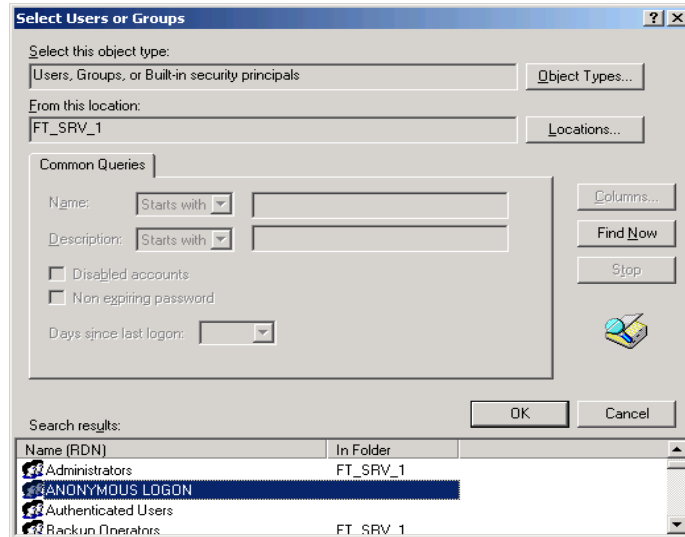 Select Users or Groups
Select this object type:
Users, Groups, or Built-in security principals
Object Types...
From this location:
FT_SRV_1
Locations...
Common Queries
Name: Starts with
Description: Starts with
Disabled accounts
Non expiring password
Days since last logon:
Columns...
Find Now
Stop
OK Cancel
Search results:
Name (RDN) In Folder
Administrators FT_SRV_1
ANONYMOUS LOGON
Authenticated Users
Backup Operators FT_SRV_1